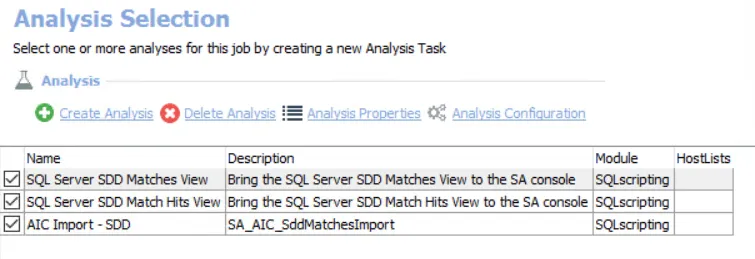 Analysis Selection
Select one or more analyses for this job by creating a new Analysis Task
Analysis
Create Analysis Delete Analysis Analysis Properties Analysis Configuration
Name Description Module HostLists
SQL Server SDD Matches View Bring the SQL Server SDD Matches View to the SA console SQLscripting
SQL Server SDD Match Hits View Bring the SQL Server SDD Match Hits View to the SA console SQLscripting
AIC Import - SDD SA_AIC_SddMatchesImport SQLscripting